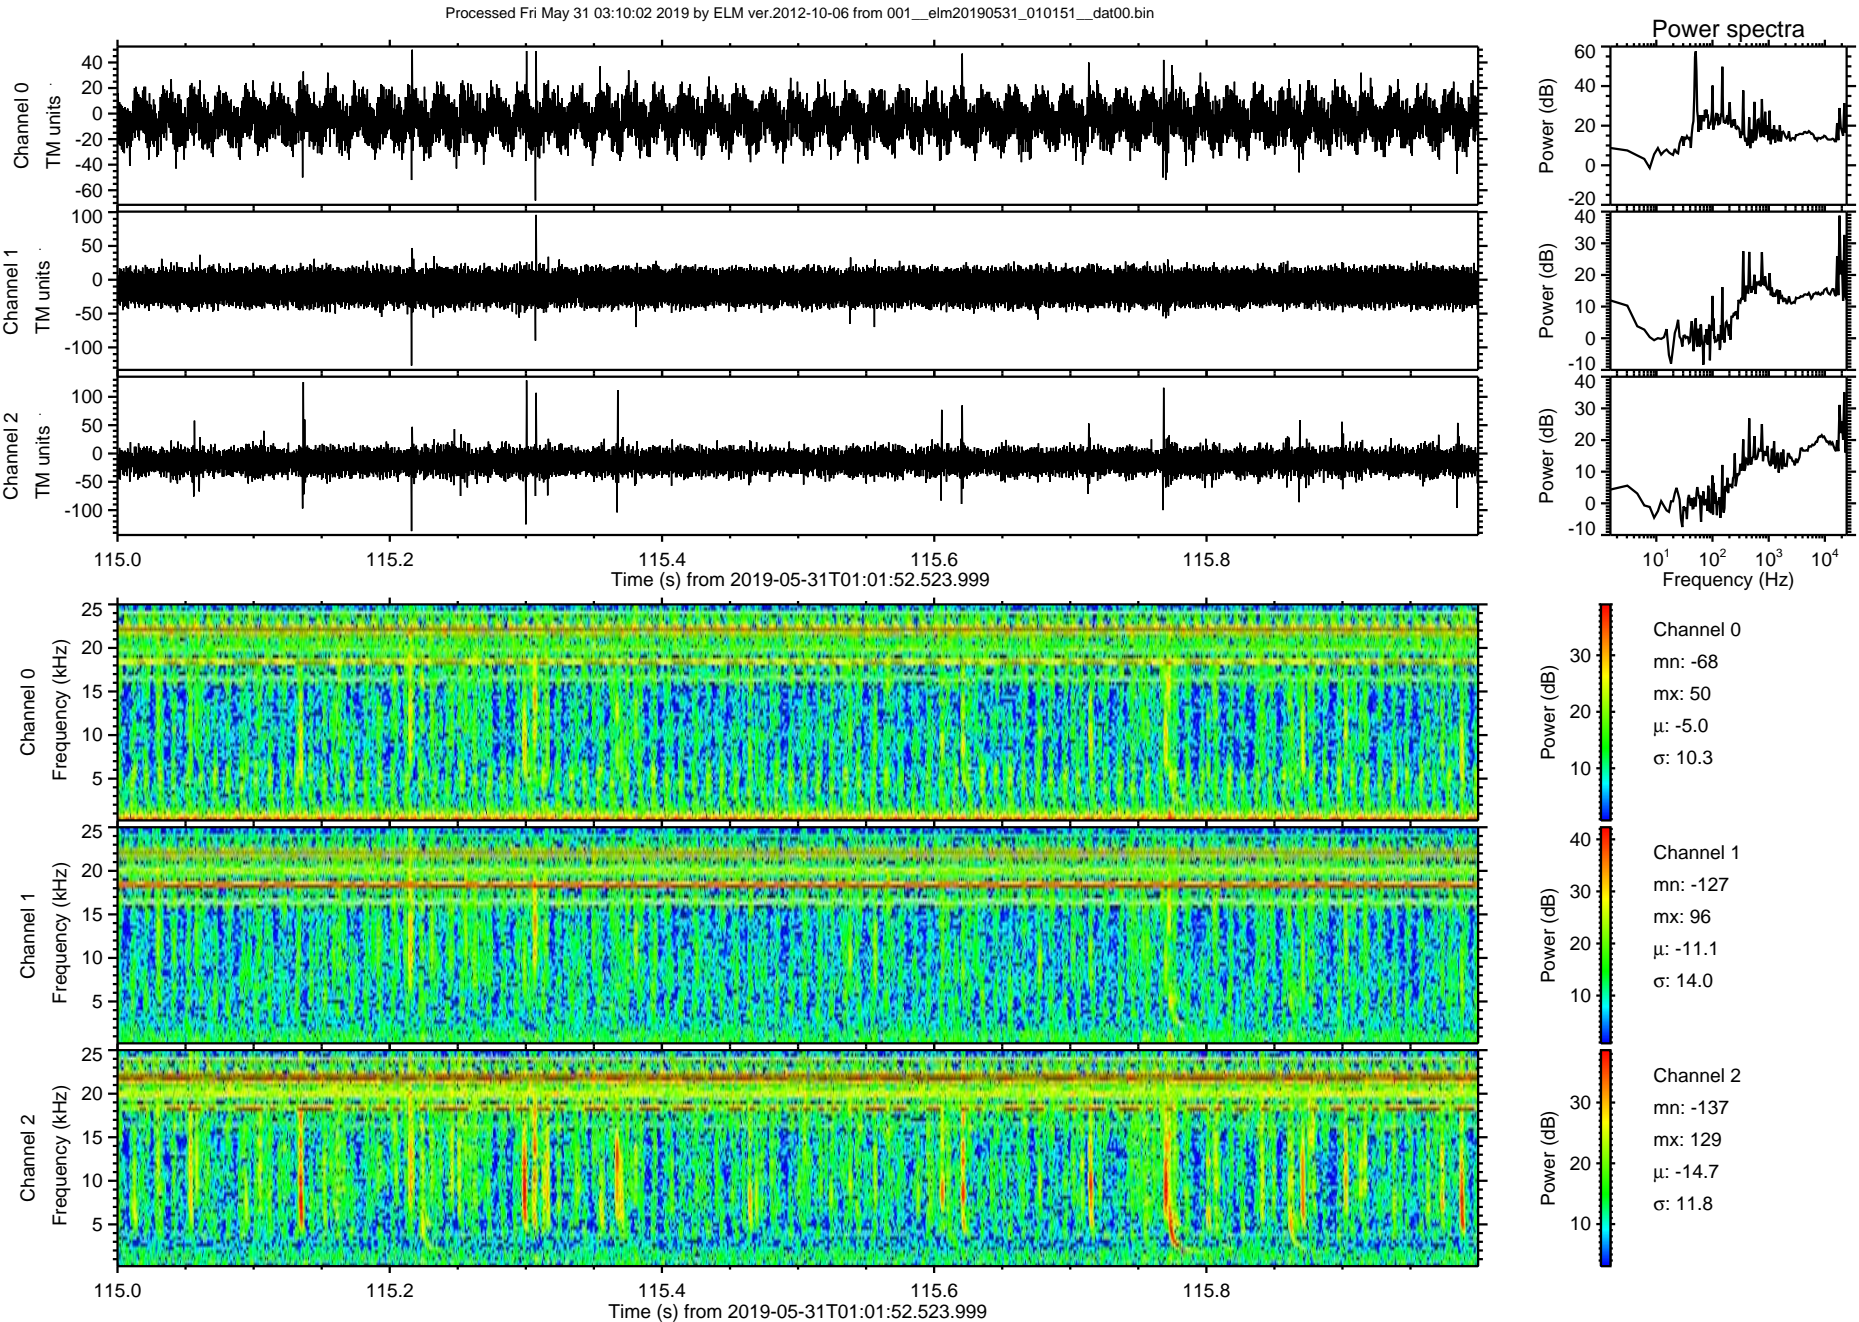 Processed Fri May 31 03:10:02 2019 by ELM ver.2012-10-06 from 001__elm20190531_010151__dat00.bin
Power spectra
Channel 0
TM units
40
20
0
-20
-40
-60
Power (dB)
60
40
20
0
-20
Channel 1
TM units
100
50
0
-50
-100
Power (dB)
40
30
20
10
0
-10
Channel 2
TM units
100
50
0
-50
-100
Power (dB)
40
30
20
10
0
-10
115.0 115.2 115.4 115.6 115.8
Time (s) from 2019-05-31T01:01:52.523.999
10¹ 10² 10³ 10⁴
Frequency (Hz)
Channel 0
Frequency (kHz)
25
20
15
10
5
Power (dB)
30
20
10
Channel 0
mn: -68
mx: 50
μ: -5.0
σ: 10.3
Channel 1
Frequency (kHz)
25
20
15
10
5
Power (dB)
40
30
20
10
Channel 1
mn: -127
mx: 96
μ: -11.1
σ: 14.0
Channel 2
Frequency (kHz)
25
20
15
10
5
Power (dB)
30
20
10
Channel 2
mn: -137
mx: 129
μ: -14.7
σ: 11.8
115.0 115.2 115.4 115.6 115.8
Time (s) from 2019-05-31T01:01:52.523.999